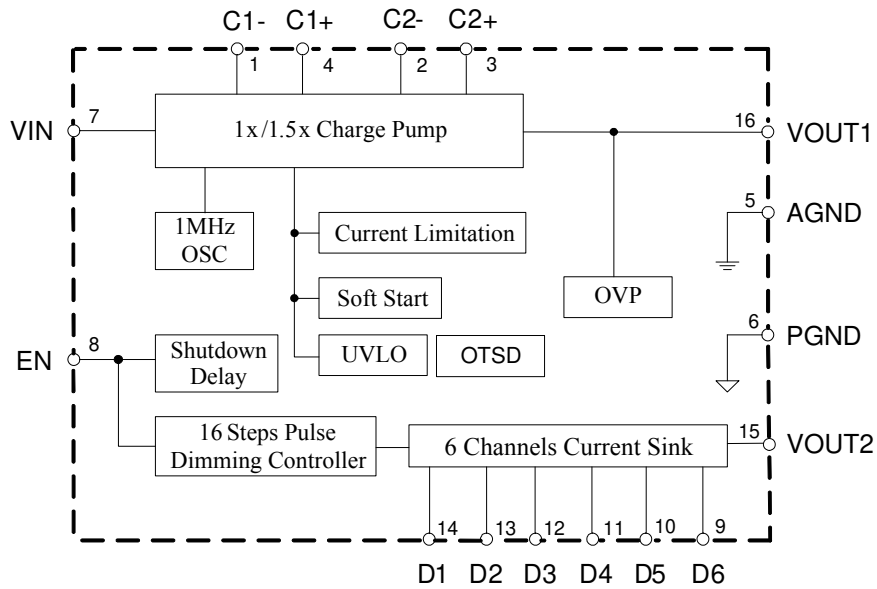 C1- C1+ C2- C2+
1 4 2 3
VIN 7
1x/1.5x Charge Pump
16 VOUT1
5 AGND
1MHz
OSC
Current Limitation
Soft Start
OVP
6 PGND
EN 8
Shutdown
Delay
UVLO
OTSD
16 Steps Pulse
Dimming Controller
6 Channels Current Sink
15 VOUT2
14 13 12 11 10 9
D1 D2 D3 D4 D5 D6